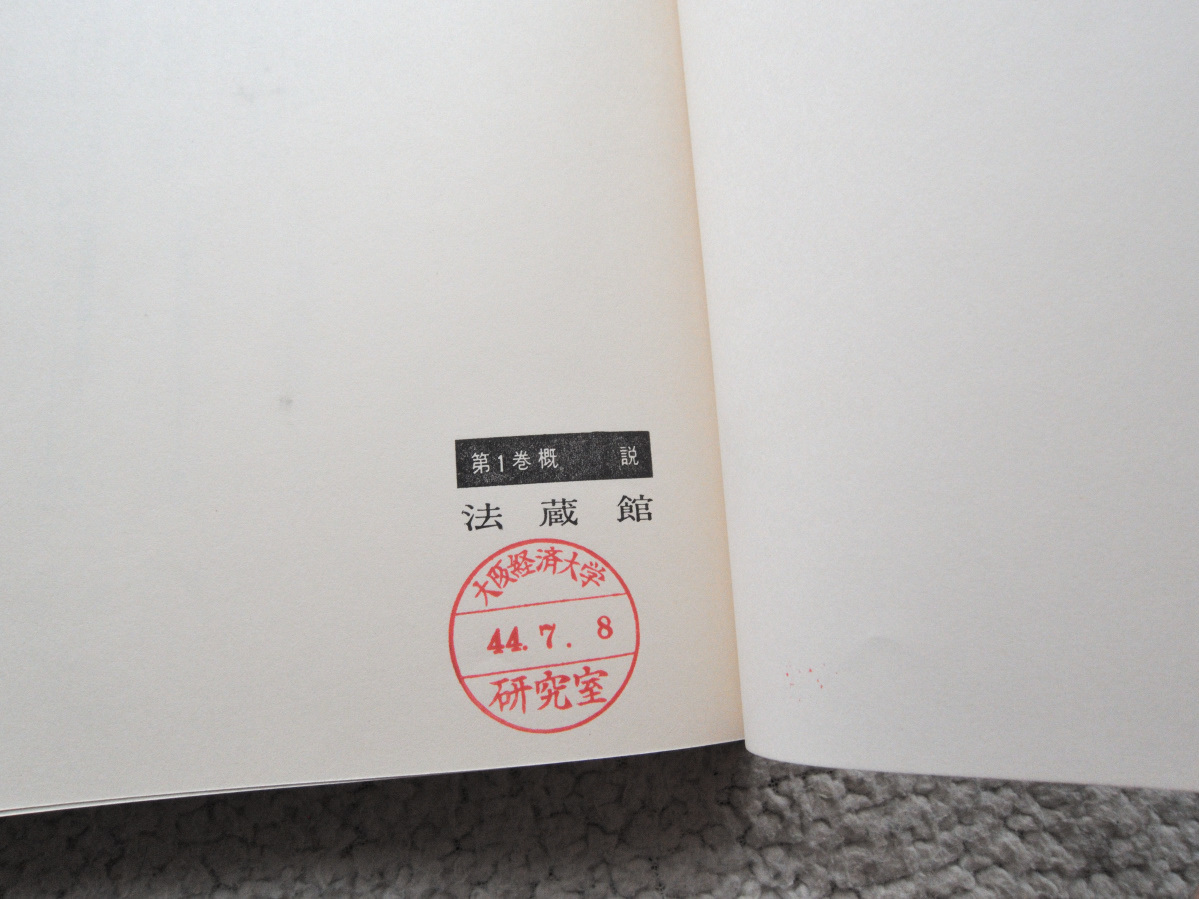 第1巻概 説
法蔵館
大阪経済大学
44.7.8
研究室